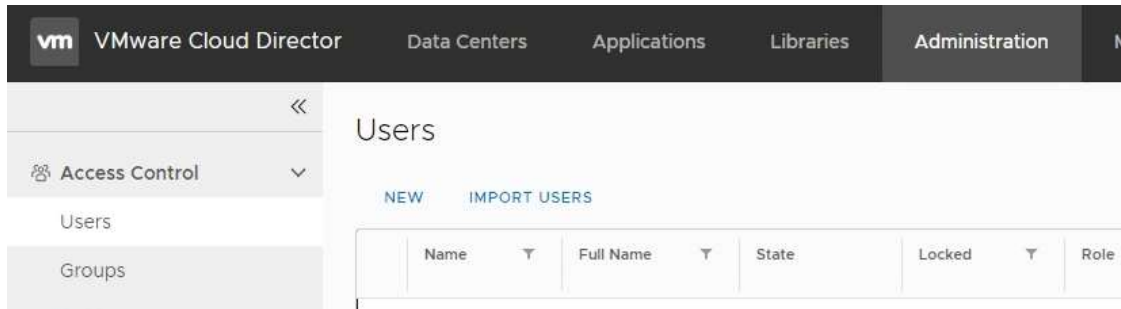 vm VMware Cloud Director Data Centers Applications Libraries Administration
Users
Access Control
NEW IMPORT USERS
Users
Name Full Name State Locked Role
Groups